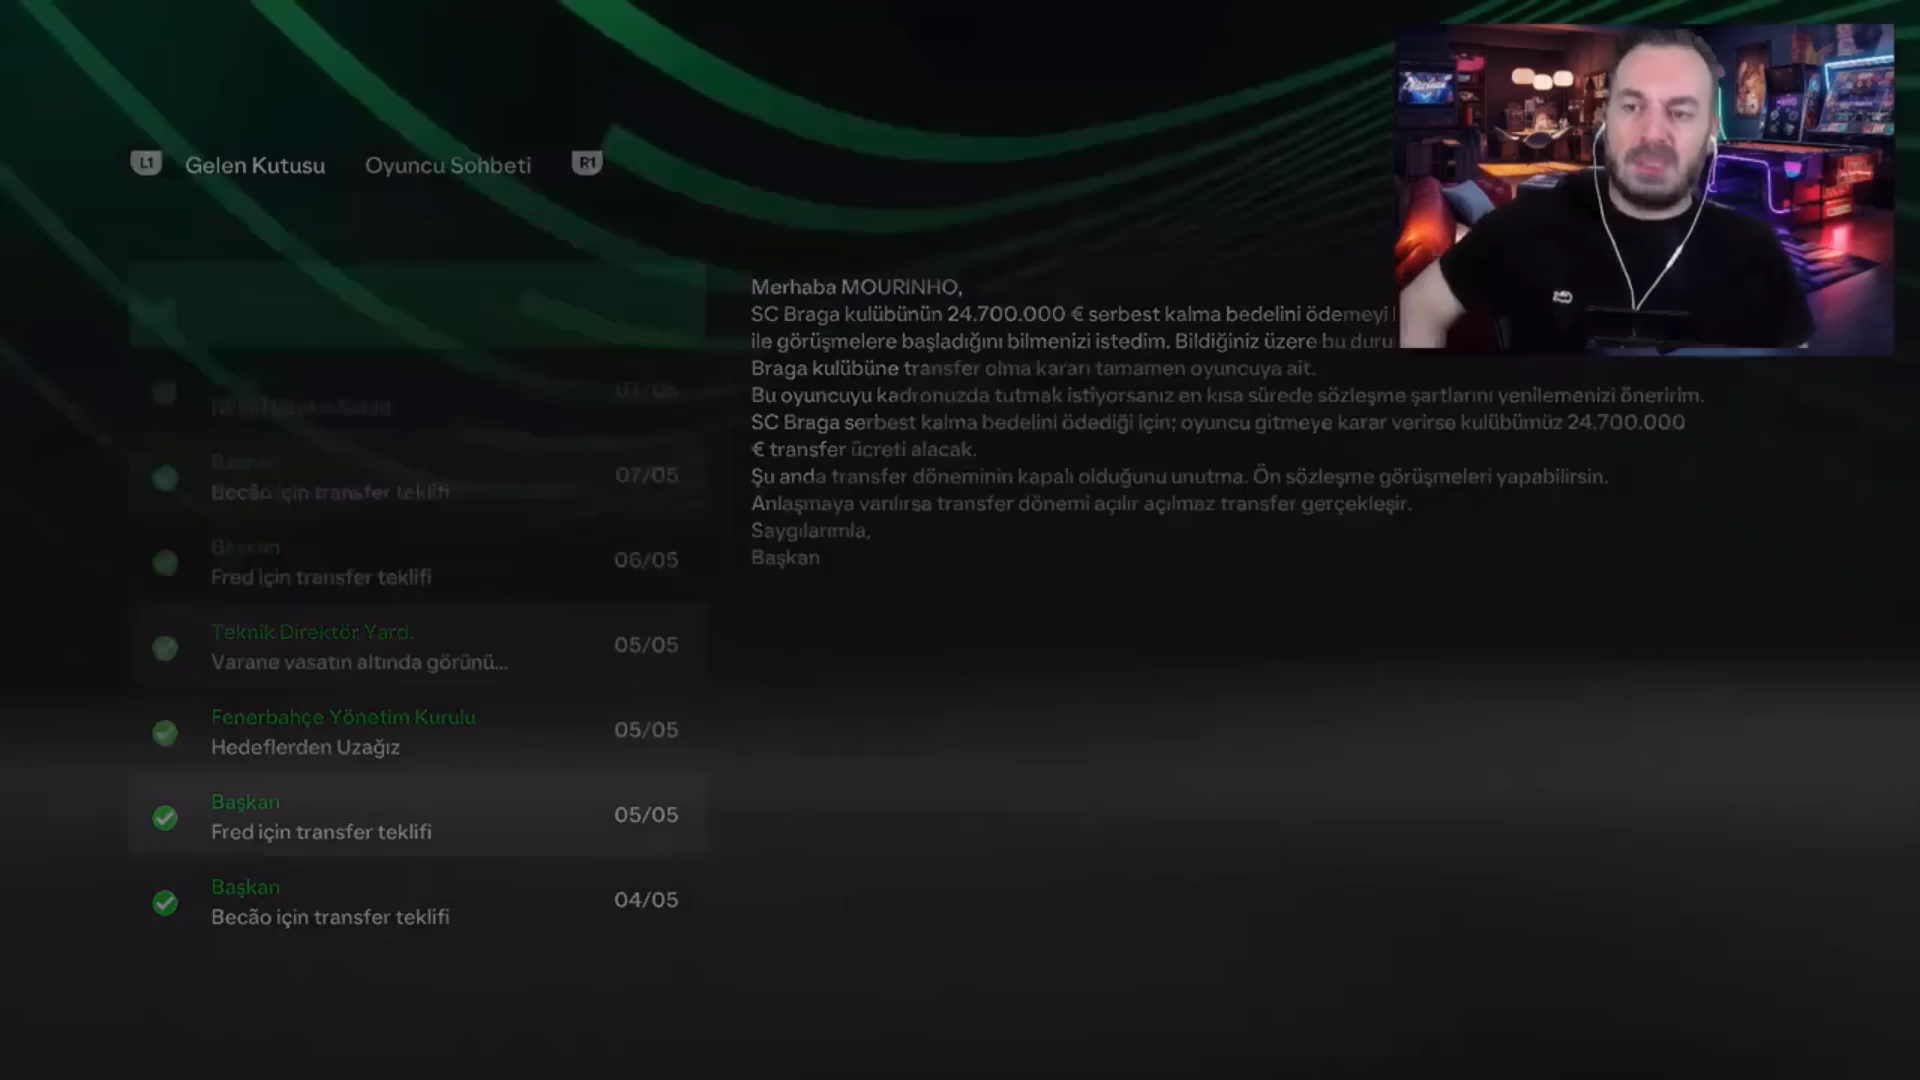 L1 Gelen Kutusu Oyuncu Sohbeti R1
07/05
Becão için transfer teklifi
07/05
Başkan
Fred için transfer teklifi
06/05
Teknik Direktör Yard.
Varane vasatın altında görünü...
05/05
Fenerbahçe Yönetim Kurulu
Hedeflerden Uzağız
05/05
Başkan
Fred için transfer teklifi
05/05
Başkan
Becão için transfer teklifi
04/05
Merhaba MOURINHO,
SC Braga kulübünün 24.700.000 € serbest kalma bedelini ödemeyi
ile görüşmelere başladığını bilmenizi istedim. Bildiğiniz üzere bu duru
Braga kulübüne transfer olma kararı tamamen oyuncuya ait.
Bu oyuncuyu kadronuzda tutmak istiyorsanız en kısa sürede sözleşme şartlarını yenilemenizi öneririm.
SC Braga serbest kalma bedelini ödediği için; oyuncu gitmeye karar verirse kulübümüz 24.700.000
€ transfer ücreti alacak.
Şu anda transfer döneminin kapalı olduğunu unutma. Ön sözleşme görüşmeleri yapabilirsin.
Anlaşmaya varılırsa transfer dönemi açılır açılmaz transfer gerçekleşir.
Saygılarımla,
Başkan